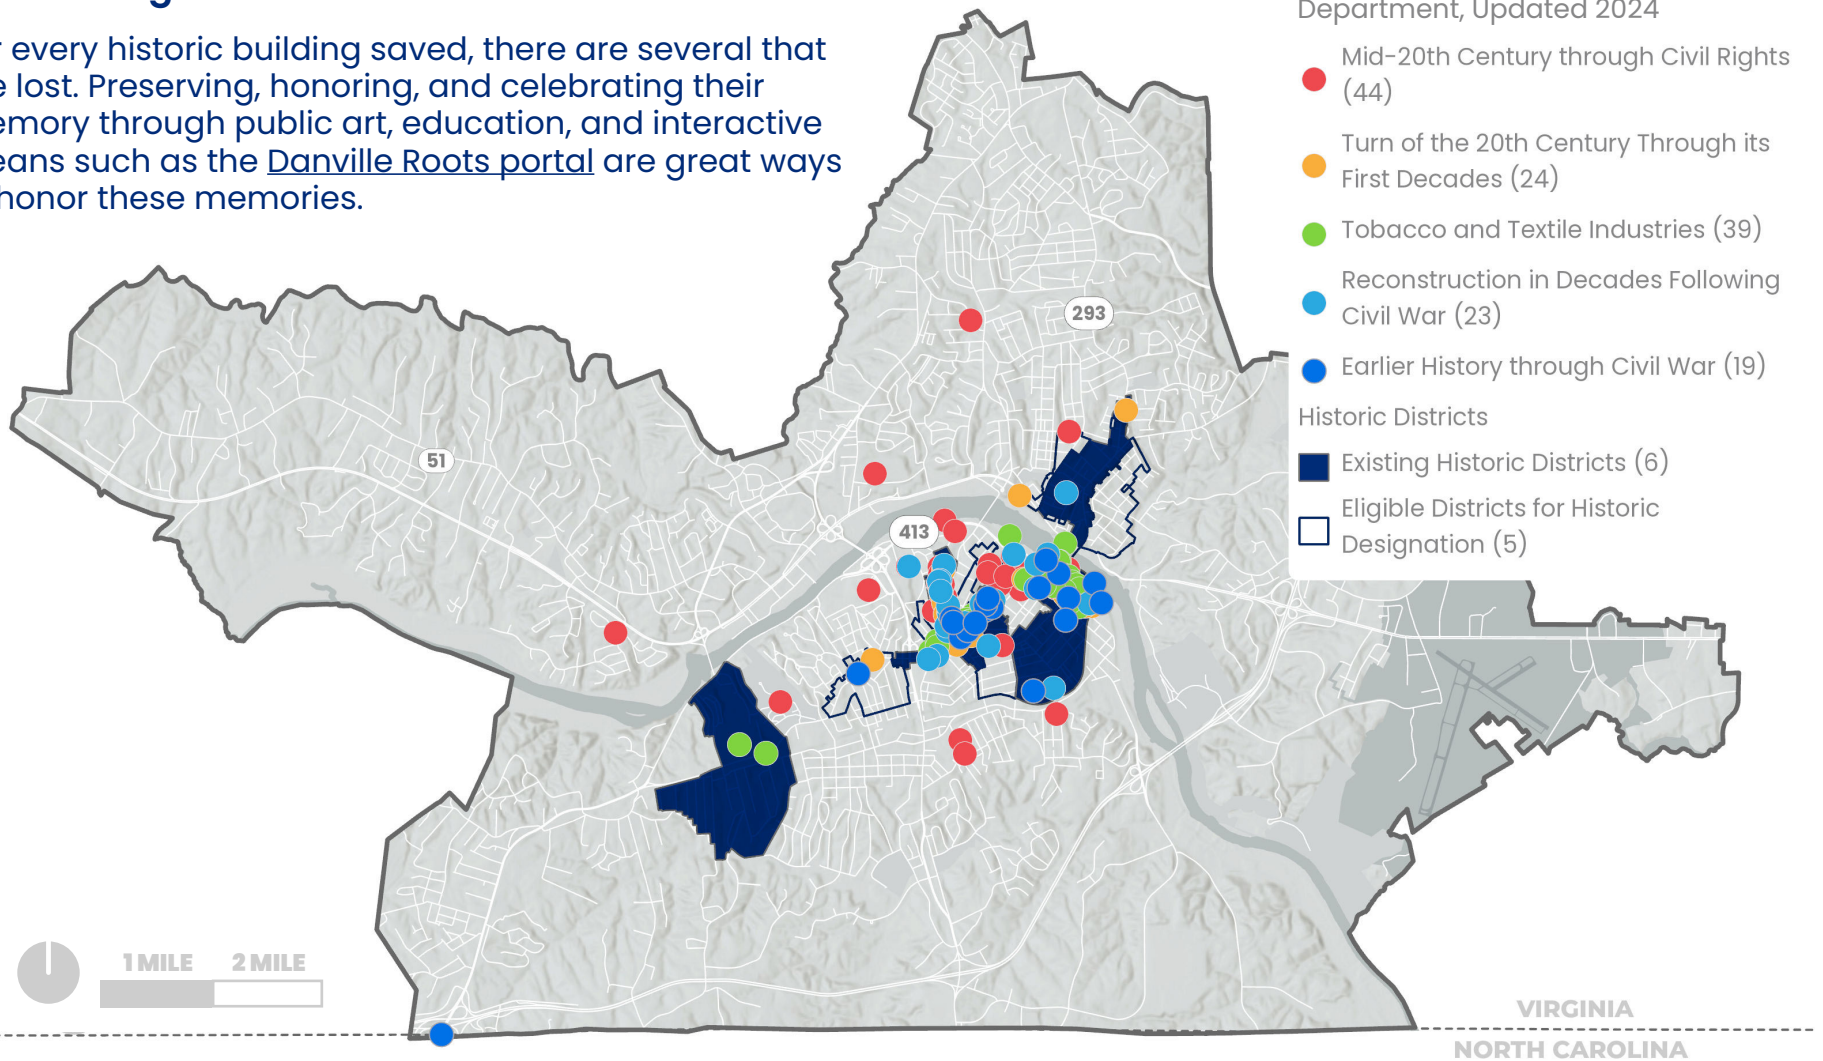 every historic building saved, there are several that
lost. Preserving, honoring, and celebrating their
through public art, education, and interactive
such as the Danville Roots portal are great ways
honor these memories.
Department, Updated 2024
Mid-20th Century through Civil Rights
(44)
Turn of the 20th Century Through its
First Decades (24)
Tobacco and Textile Industries (39)
Reconstruction in Decades Following
Civil War (23)
Earlier History through Civil War (19)
Historic Districts
Existing Historic Districts (6)
Eligible Districts for Historic
Designation (5)
293
51
413
1 MILE 2 MILE
VIRGINIA
NORTH CAROLINA